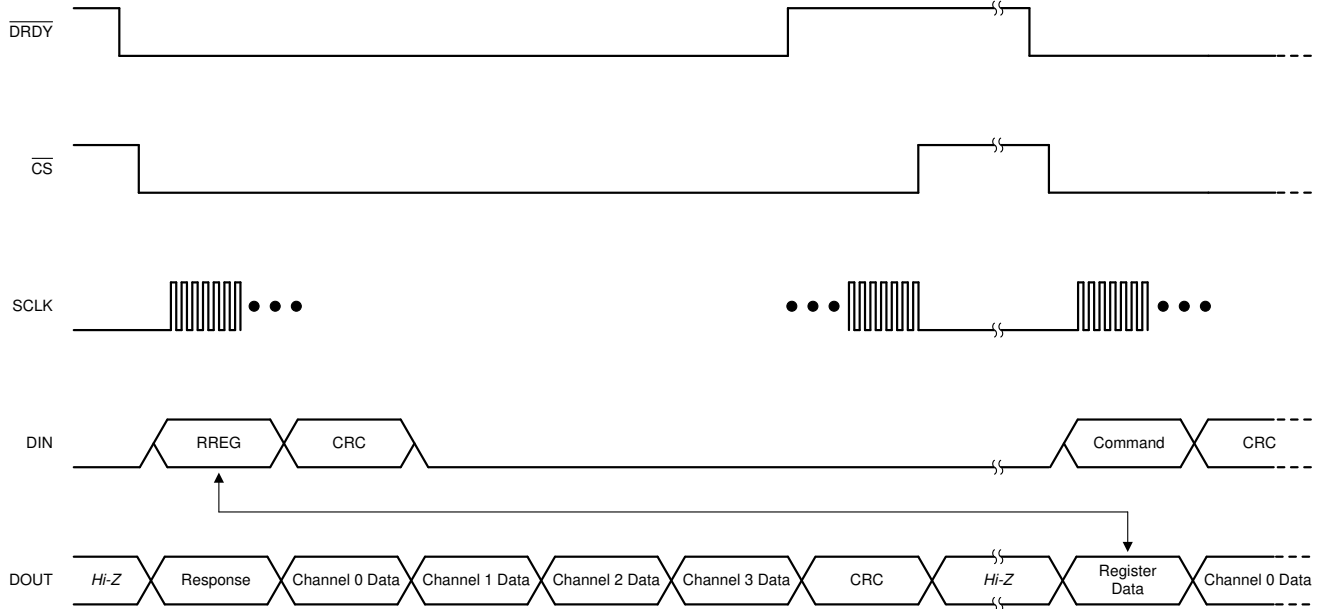 DRDY
CS
SCLK
DIN
RREG
CRC
Command
CRC
DOUT
Hi-Z
Response
Channel 0 Data
Channel 1 Data
Channel 2 Data
Channel 3 Data
CRC
Hi-Z
Register
Data
Channel 0 Data